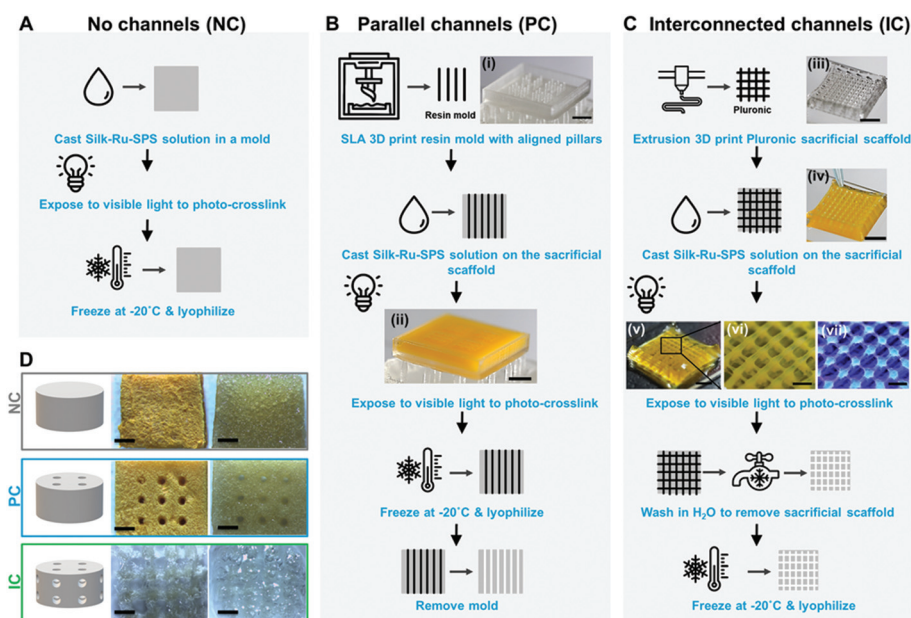 A No channels (NC)
Cast Silk-Ru-SPS solution in a mold
Expose to visible light to photo-crosslink
Freeze at -20˚C & lyophilize
B Parallel channels (PC)
(i)
Resin mold
SLA 3D print resin mold with aligned pillars
Cast Silk-Ru-SPS solution on the sacrificial
scaffold
(ii)
Expose to visible light to photo-crosslink
Freeze at -20˚C & lyophilize
Remove mold
C Interconnected channels (IC)
(iii)
Pluronic
Extrusion 3D print Pluronic sacrificial scaffold
(iv)
Cast Silk-Ru-SPS solution on the sacrificial
scaffold
(v)
(vi)
(vii)
Expose to visible light to photo-crosslink
Wash in H₂O to remove sacrificial scaffold
Freeze at -20˚C & lyophilize
D
NC
PC
IC